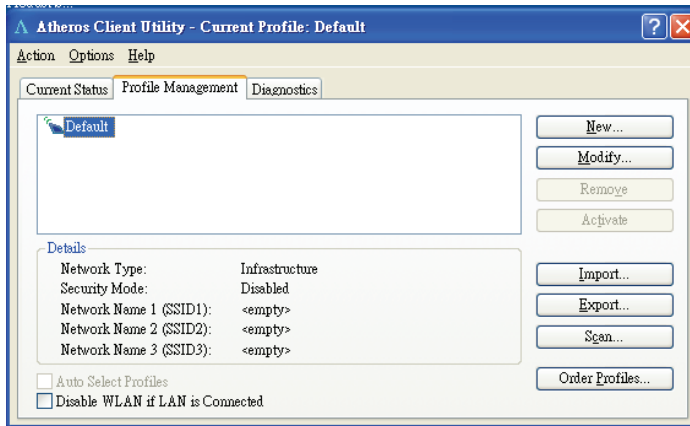 Atheros Client Utility - Current Profile: Default
Action Options Help
Current Status Profile Management Diagnostics
Default
New...
Modify...
Remove
Activate
Details
Network Type: Infrastructure
Security Mode: Disabled
Network Name 1 (SSID1): <empty>
Network Name 2 (SSID2): <empty>
Network Name 3 (SSID3): <empty>
Import...
Export...
Scan...
Order Profiles...
Auto Select Profiles
Disable WLAN if LAN is Connected